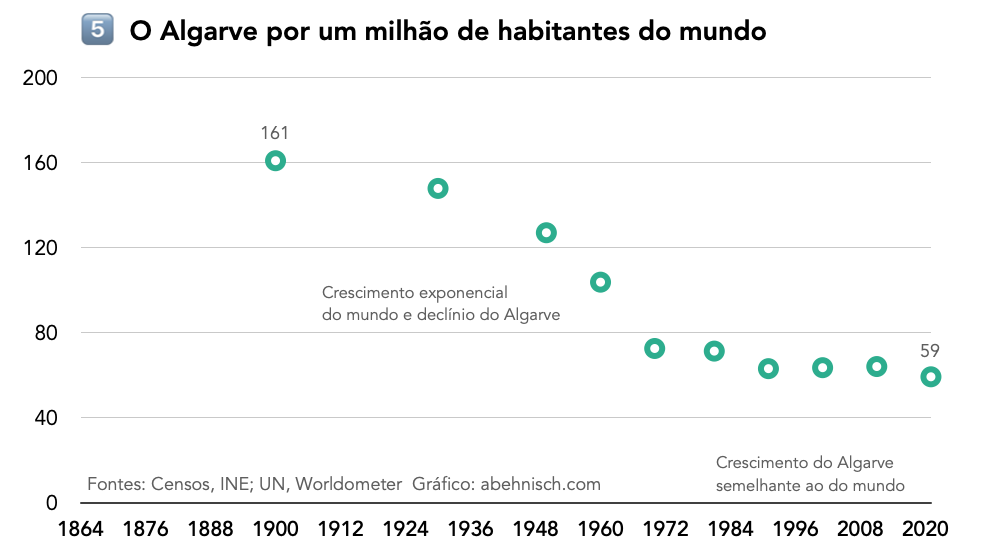 5 O Algarve por um milhão de habitantes do mundo
200
161
160
120
Crescimento exponencial
do mundo e declínio do Algarve
80
59
40
Crescimento do Algarve
semelhante ao do mundo
Fontes: Censos, INE; UN, Worldometer Gráfico: abehnisch.com
0
1864 1876 1888 1900 1912 1924 1936 1948 1960 1972 1984 1996 2008 2020